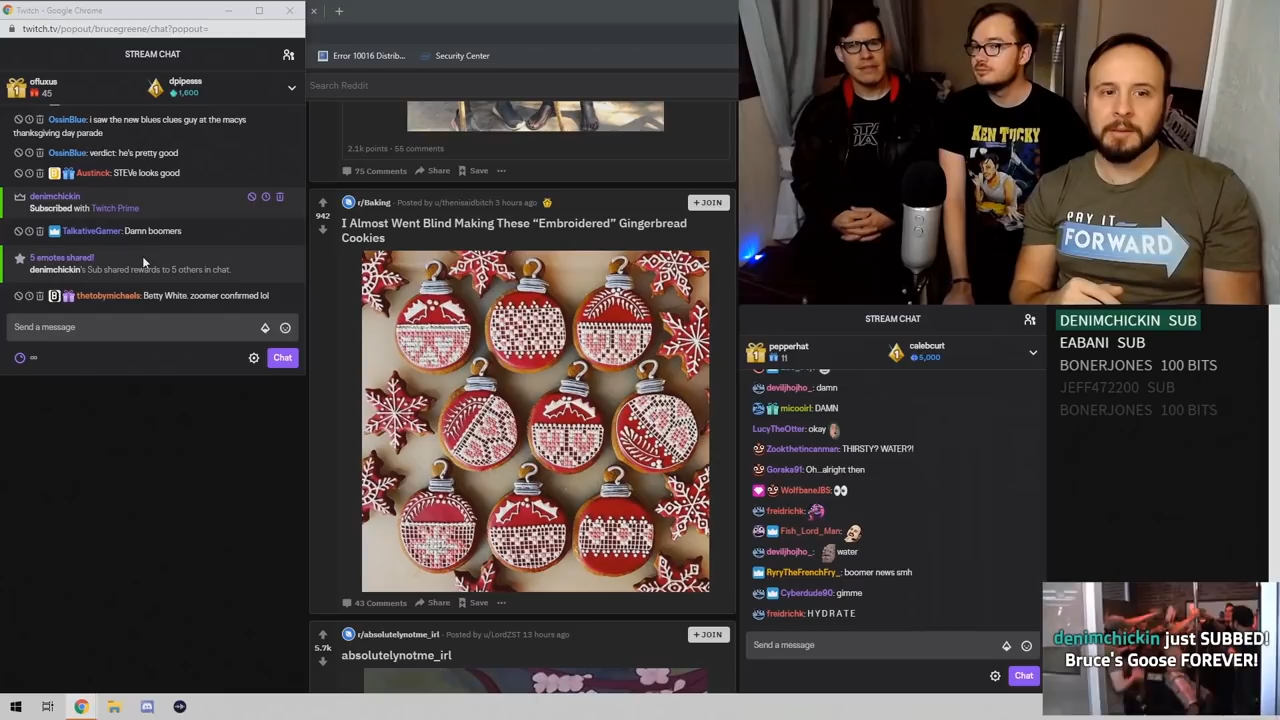 Twitch - Google Chrome
twitch.tv/popout/brucegreene/chat?popout=
STREAM CHAT
ofluxus
1
45
dpipesss
1
1,600
OssinBlue: i saw the new blues clues guy at the macys
thanksgiving day parade
OssinBlue: verdict: he's pretty good
Austinck: STEVe looks good
denimchickin
Subscribed with Twitch Prime
TalkativeGamer: Damn boomers
5 emotes shared!
denimchickin's Sub shared rewards to 5 others in chat.
thetobymichaels: Betty White. zoomer confirmed lol
Send a message
∞
Chat
Error 10016 Distrib...
Security Center
Search Reddit
2.1k points · 55 comments
75 Comments
Share
Save
942
r/Baking · Posted by u/thenisaidbitch 3 hours ago
+ JOIN
I Almost Went Blind Making These “Embroidered” Gingerbread
Cookies
43 Comments
Share
Save
5.7k
r/absolutelynotme_irl · Posted by u/LordZST 13 hours ago
+ JOIN
absolutelynotme_irl
KEN TUCKY
PAY IT
FORWARD
STREAM CHAT
pepperhat
1
11
calebcurt
1
5,000
deviljhojho_: damn
micooirl: DAMN
LucyTheOtter: okay
Zookthetincanman: THIRSTY? WATER?!
Goraka91: Oh...alright then
WolfbaneJBS:
freidrichk:
Fish_Lord_Man:
deviljhojho_: water
RyryTheFrenchFry_: boomer news smh
Cyberdude90: gimme
freidrichk: H Y D R A T E
Send a message
Chat
DENIMCHICKIN SUB
EABANI SUB
BONERJONES 100 BITS
JEFF472200 SUB
BONERJONES 100 BITS
denimchickin just SUBBED!
Bruce's Goose FOREVER!